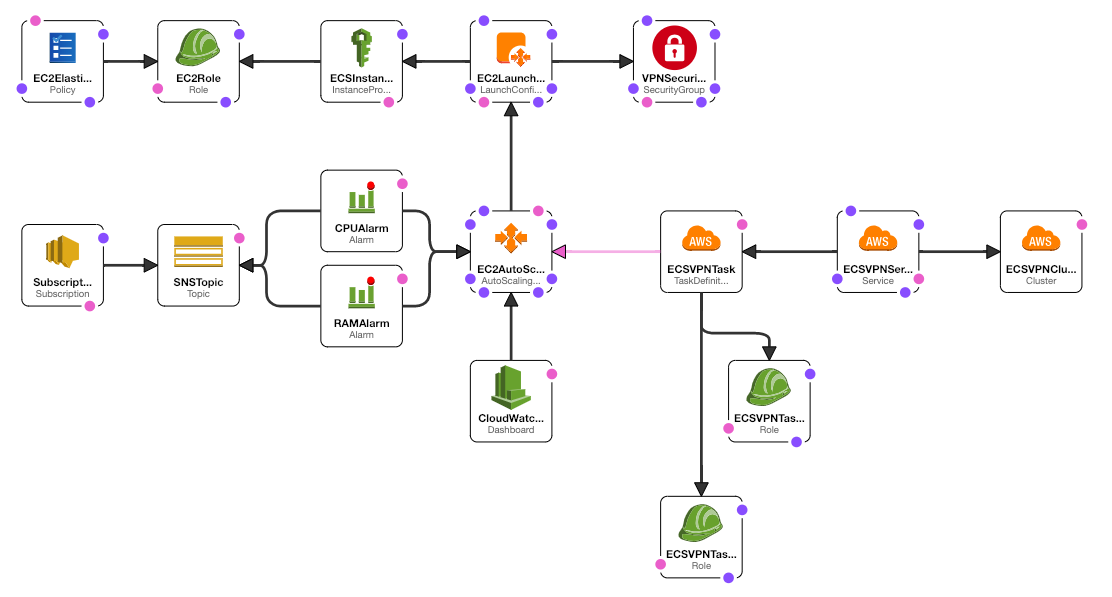 EC2Elasti...
Policy
EC2Role
Role
ECSInstan...
InstancePro...
EC2Launch...
LaunchConfi...
VPNSecuri...
SecurityGroup
CPUAlarm
Alarm
Subscript...
Subscription
SNSTopic
Topic
RAMAlarm
Alarm
EC2AutoSc...
AutoScaling...
AWS
ECSVPNTask
TaskDefinit...
AWS
ECSVPNSer...
Service
AWS
ECSVPNClu...
Cluster
CloudWatc...
Dashboard
ECSVPNTas...
Role
ECSVPNTas...
Role